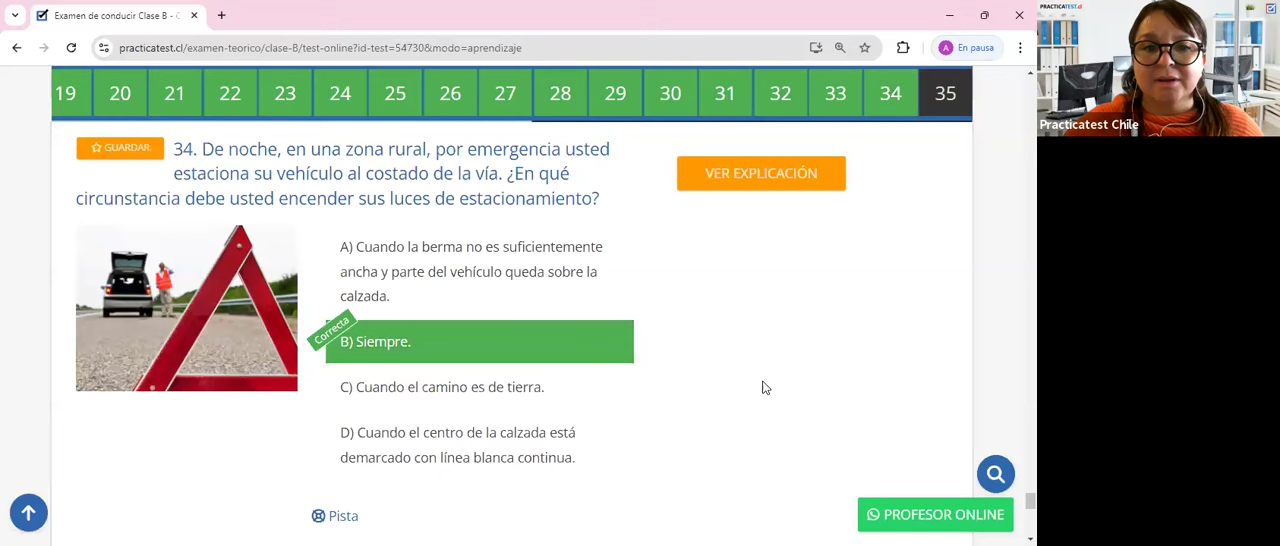 Examen de conducir Clase B - C
practicatest.cl/examen-teorico/clase-B/test-online?id-test=54730&modo=aprendizaje
A
En pausa
PRACTICATEST.cl
Practicatest Chile
19 20 21 22 23 24 25 26 27 28 29 30 31 32 33 34 35
GUARDAR
34. De noche, en una zona rural, por emergencia usted
estaciona su vehículo al costado de la vía. ¿En qué
circunstancia debe usted encender sus luces de estacionamiento?
VER EXPLICACIÓN
A) Cuando la berma no es suficientemente
ancha y parte del vehículo queda sobre la
calzada.
Correcta
B) Siempre.
C) Cuando el camino es de tierra.
D) Cuando el centro de la calzada está
demarcado con línea blanca continua.
Pista
PROFESOR ONLINE